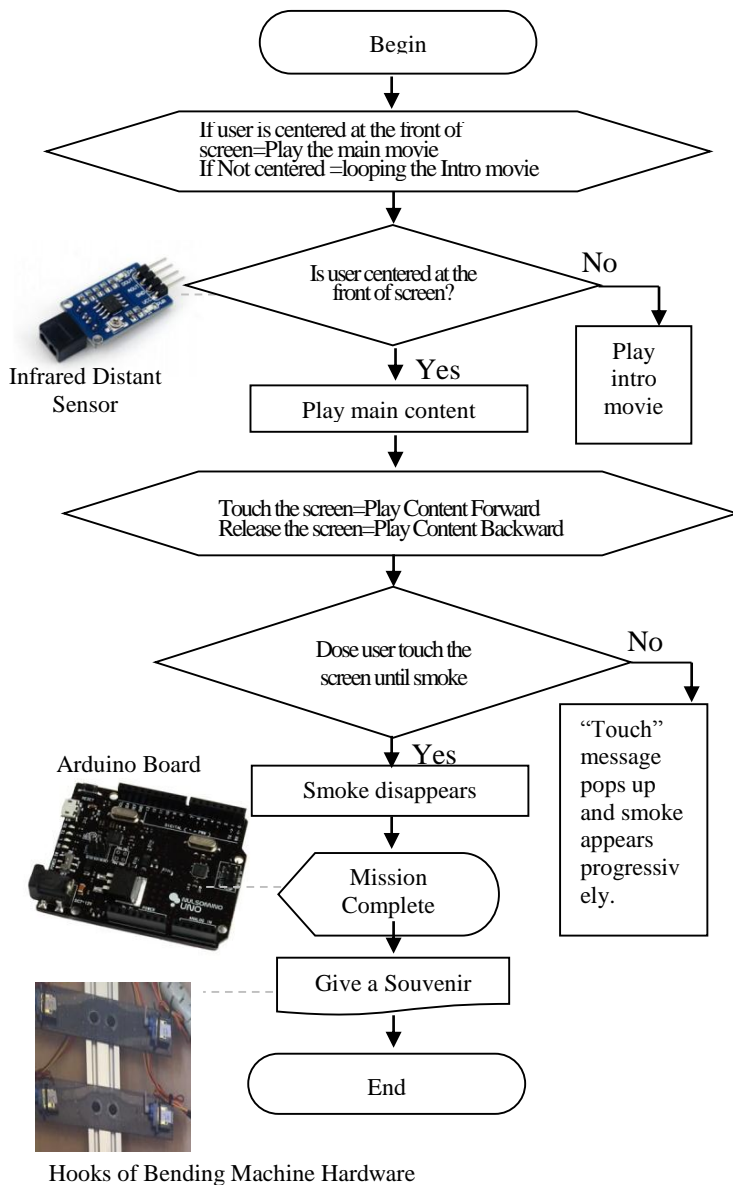 Begin
If user is centered at the front of
screen=Play the main movie
If Not centered =looping the Intro movie
Is user centered at the
front of screen?
No
Yes
Infrared Distant
Sensor
Play
intro
movie
Play main content
Touch the screen=Play Content Forward
Release the screen=Play Content Backward
Dose user touch the
screen until smoke
No
Yes
“Touch”
message
pops up
and smoke
appears
progressiv
ely.
Arduino Board
Smoke disappears
UNO
POWER
ANALOG IN
Mission
Complete
Give a Souvenir
End
Hooks of Bending Machine Hardware